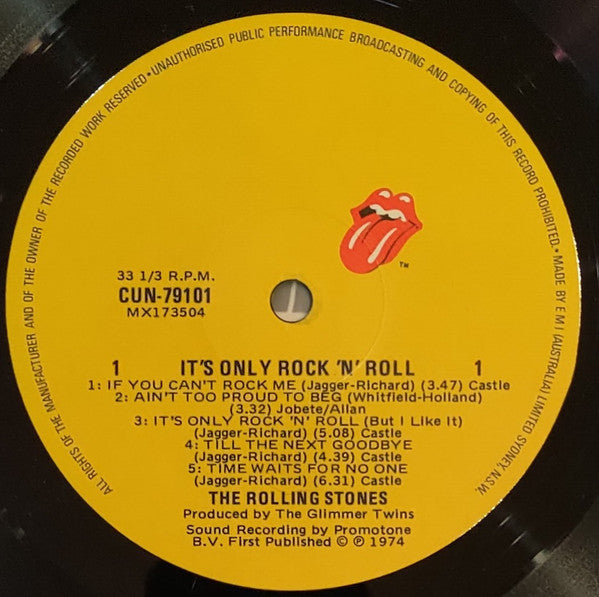 ALL RIGHTS OF THE MANUFACTURER AND OF THE OWNER OF THE RECORDED WORK RESERVED•UNAUTHORISED PUBLIC PERFORMANCE BROADCASTING AND COPYING OF THIS RECORD PROHIBITED.•MADE BY E M I (AUSTRALIA) LIMITED SYDNEY, N.S.W.
TM
33 1/3 R.P.M.
CUN-79101
MX173504
1 IT'S ONLY ROCK 'N' ROLL 1
1: IF YOU CAN'T ROCK ME (Jagger-Richard) (3.47) Castle
2: AIN'T TOO PROUD TO BEG (Whitfield-Holland)
(3.32) Jobete/Allan
3: IT'S ONLY ROCK 'N' ROLL (But I Like It)
(Jagger-Richard) (5.08) Castle
4: TILL THE NEXT GOODBYE
(Jagger-Richard) (4.39) Castle
5: TIME WAITS FOR NO ONE
(Jagger-Richard) (6.31) Castle
THE ROLLING STONES
Produced by The Glimmer Twins
Sound Recording by Promotone
B.V. First Published © ℗ 1974